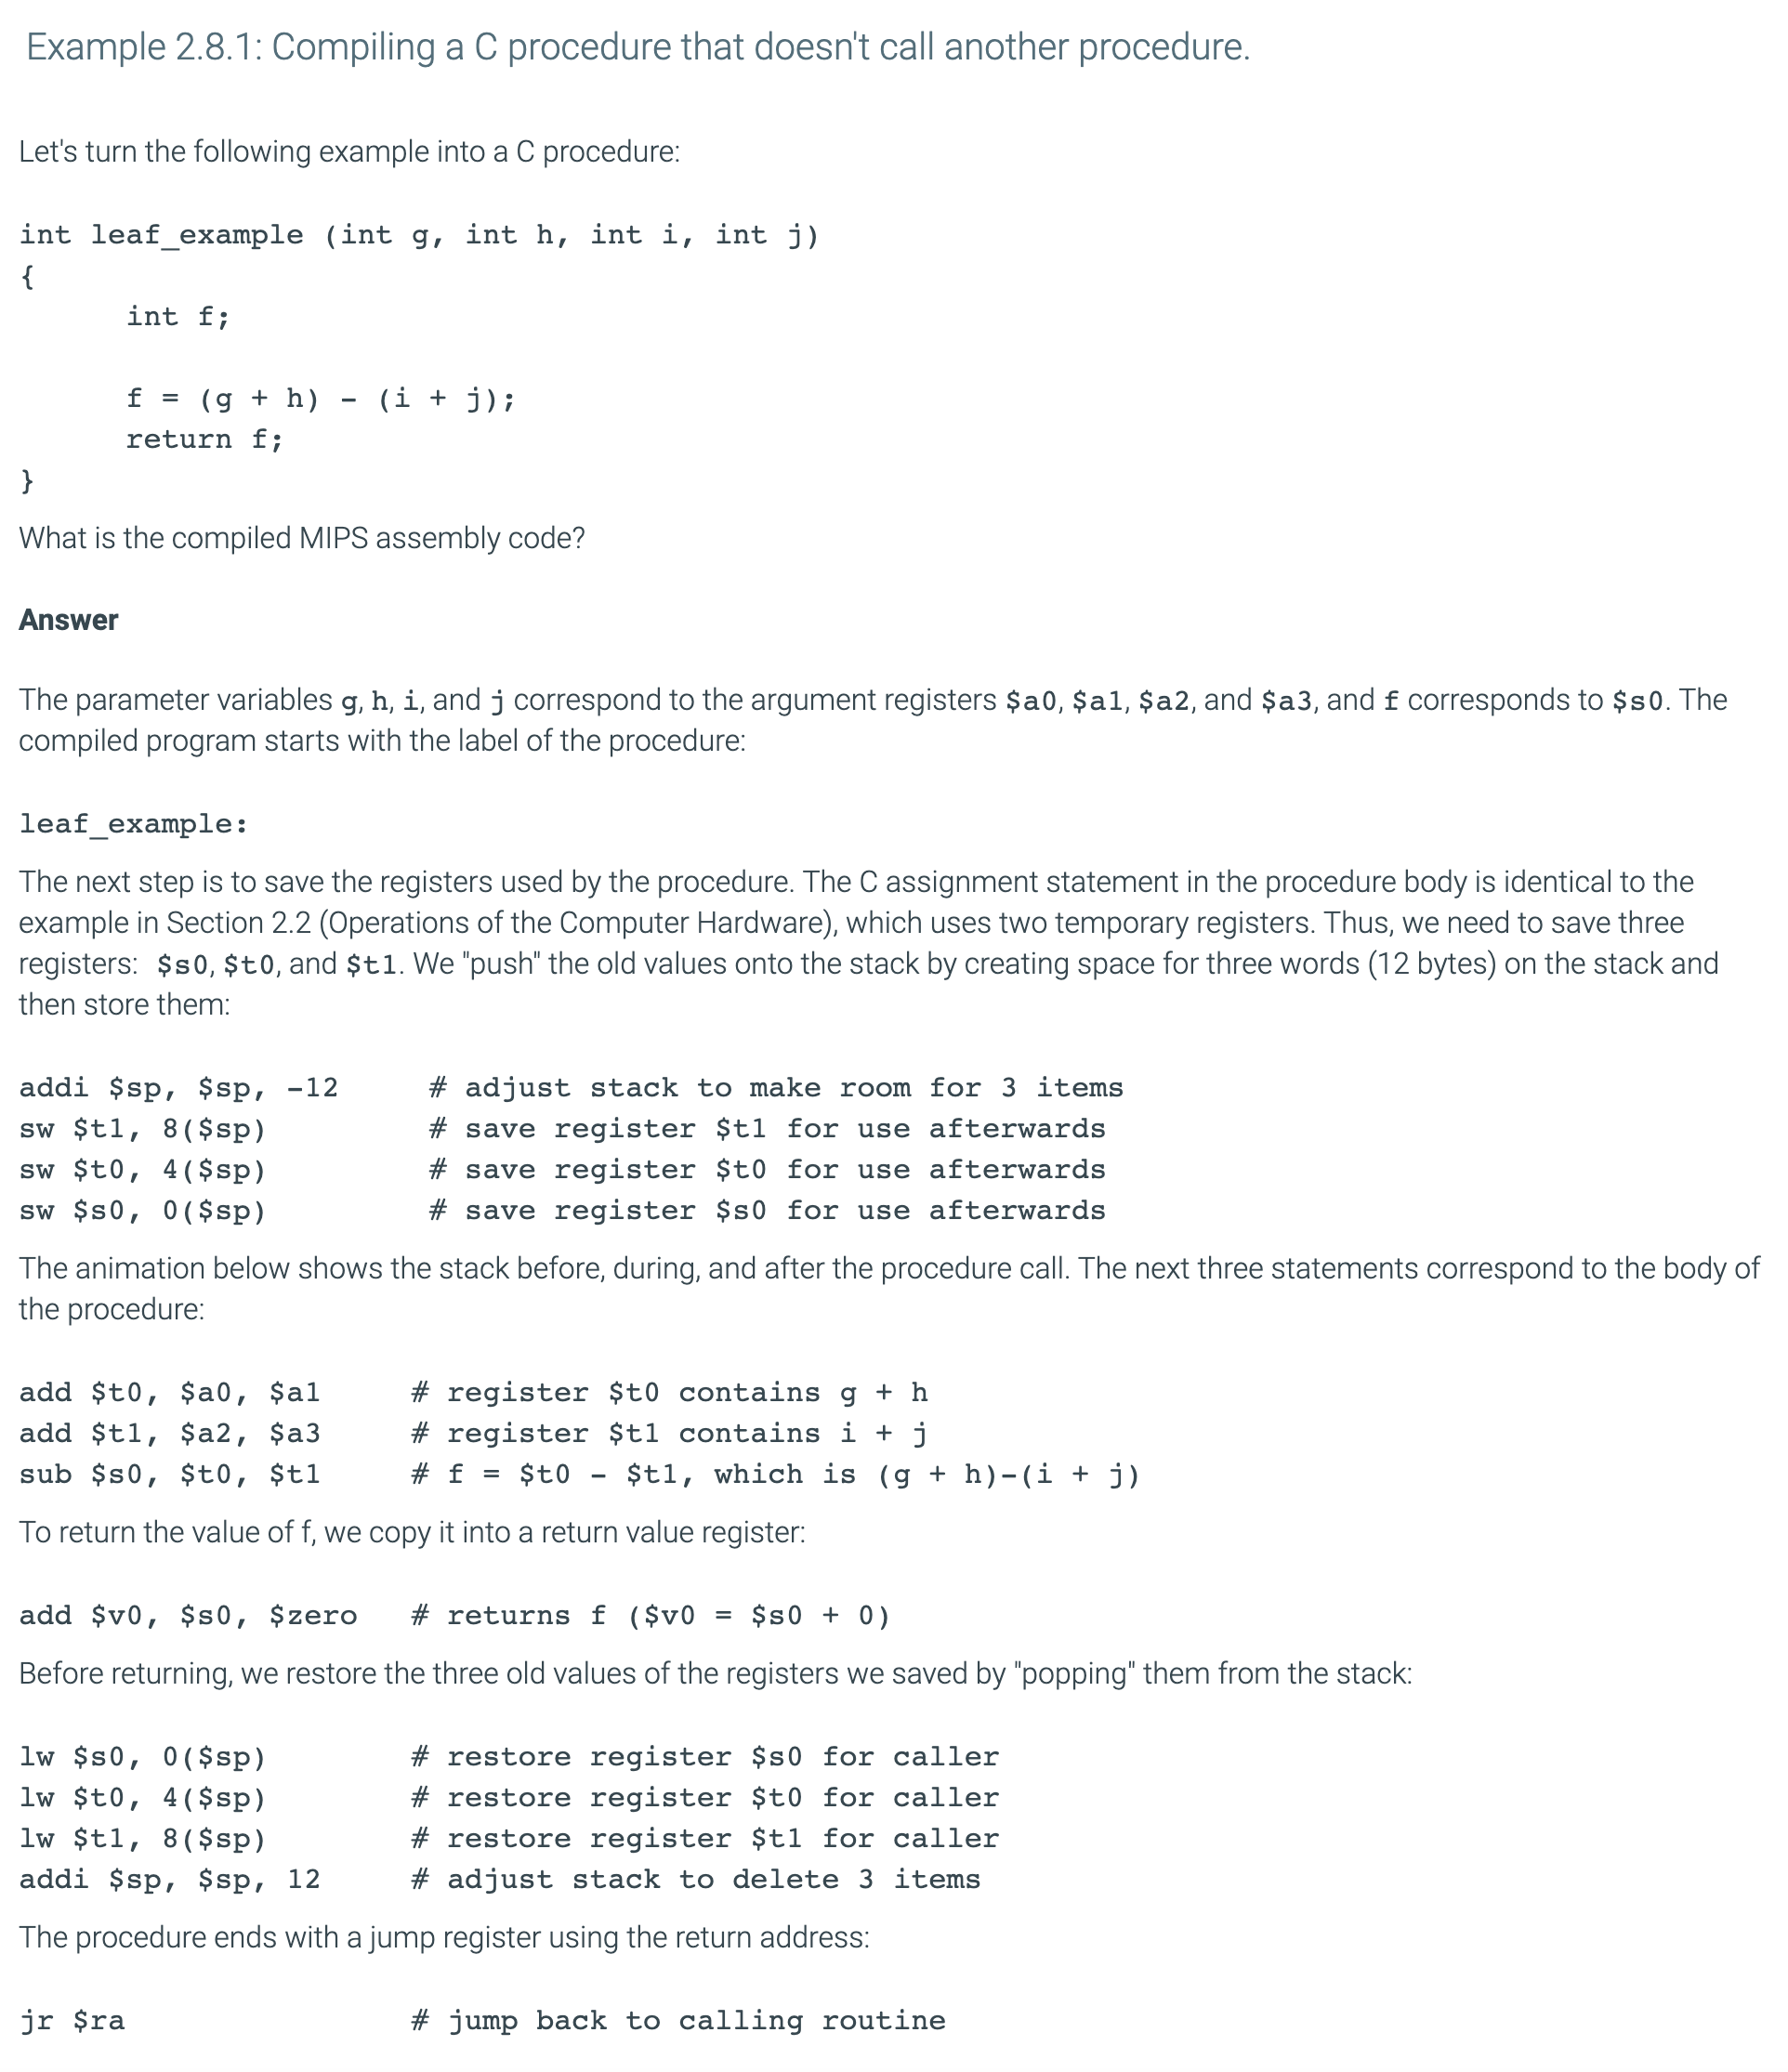 Example 2.8.1: Compiling a C procedure that doesn't call another procedure.
Let's turn the following example into a C procedure:
int leaf_example (int g, int h, int i, int j)
{
      int f;
      f = (g + h) - (i + j);
      return f;
}
What is the compiled MIPS assembly code?
Answer
The parameter variables g, h, i, and j correspond to the argument registers $a0, $a1, $a2, and $a3, and f corresponds to $s0. The
compiled program starts with the label of the procedure:
leaf_example:
The next step is to save the registers used by the procedure. The C assignment statement in the procedure body is identical to the
example in Section 2.2 (Operations of the Computer Hardware), which uses two temporary registers. Thus, we need to save three
registers: $s0, $t0, and $t1. We "push" the old values onto the stack by creating space for three words (12 bytes) on the stack and
then store them:
addi $sp, $sp, -12     # adjust stack to make room for 3 items
sw $t1, 8($sp)         # save register $t1 for use afterwards
sw $t0, 4($sp)         # save register $t0 for use afterwards
sw $s0, 0($sp)         # save register $s0 for use afterwards
The animation below shows the stack before, during, and after the procedure call. The next three statements correspond to the body of
the procedure:
add $t0, $a0, $a1     # register $t0 contains g + h
add $t1, $a2, $a3     # register $t1 contains i + j
sub $s0, $t0, $t1     # f = $t0 - $t1, which is (g + h)-(i + j)
To return the value of f, we copy it into a return value register:
add $v0, $s0, $zero   # returns f ($v0 = $s0 + 0)
Before returning, we restore the three old values of the registers we saved by "popping" them from the stack:
lw $s0, 0($sp)        # restore register $s0 for caller
lw $t0, 4($sp)        # restore register $t0 for caller
lw $t1, 8($sp)        # restore register $t1 for caller
addi $sp, $sp, 12     # adjust stack to delete 3 items
The procedure ends with a jump register using the return address:
jr $ra                # jump back to calling routine